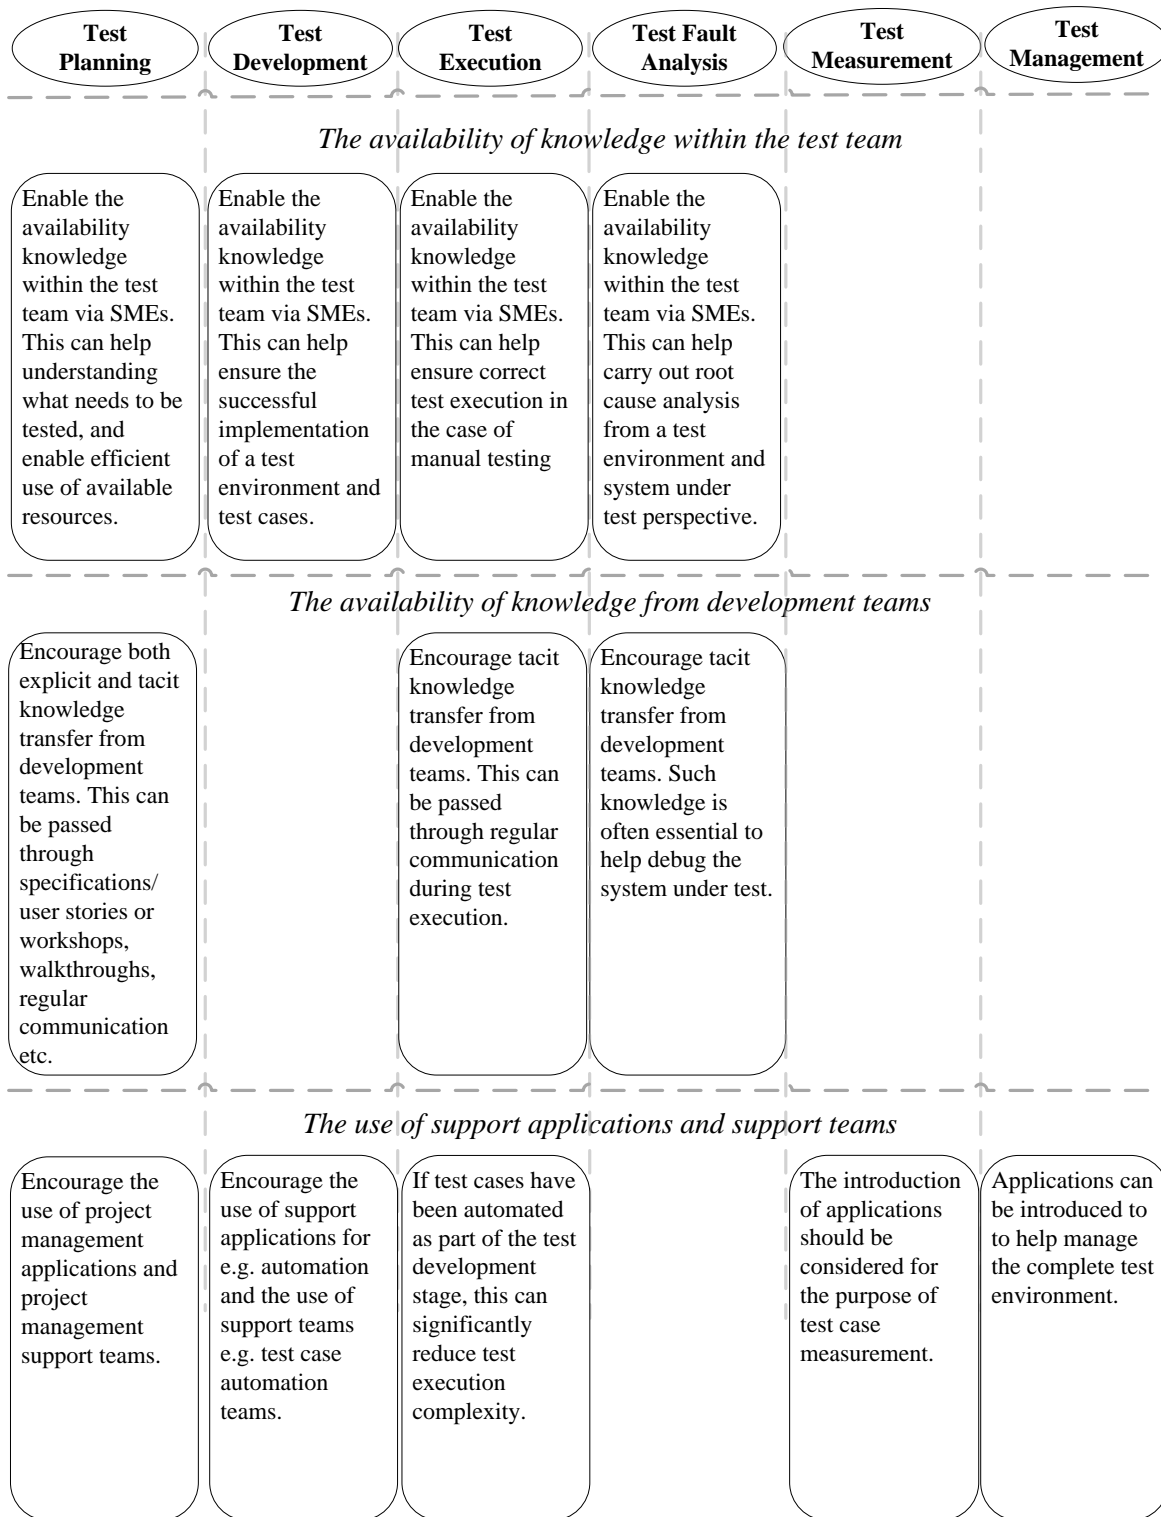 Test
Planning
Test
Development
Test
Execution
Test Fault
Analysis
Test
Measurement
Test
Management
The availability of knowledge within the test team
Enable the
availability
knowledge
within the test
team via SMEs.
This can help
understanding
what needs to be
tested, and
enable efficient
use of available
resources.
Enable the
availability
knowledge
within the test
team via SMEs.
This can help
ensure the
successful
implementation
of a test
environment and
test cases.
Enable the
availability
knowledge
within the test
team via SMEs.
This can help
ensure correct
test execution in
the case of
manual testing
Enable the
availability
knowledge
within the test
team via SMEs.
This can help
carry out root
cause analysis
from a test
environment and
system under
test perspective.
The availability of knowledge from development teams
Encourage both
explicit and tacit
knowledge
transfer from
development
teams. This can
be passed
through
specifications/
user stories or
workshops,
walkthroughs,
regular
communication
etc.
Encourage tacit
knowledge
transfer from
development
teams. This can
be passed
through regular
communication
during test
execution.
Encourage tacit
knowledge
transfer from
development
teams. Such
knowledge is
often essential to
help debug the
system under test.
The use of support applications and support teams
Encourage the
use of project
management
applications and
project
management
support teams.
Encourage the
use of support
applications for
e.g. automation
and the use of
support teams
e.g. test case
automation
teams.
If test cases have
been automated
as part of the test
development
stage, this can
significantly
reduce test
execution
complexity.
The introduction
of applications
should be
considered for
the purpose of
test case
measurement.
Applications can
be introduced to
to help manage
the complete test
environment.